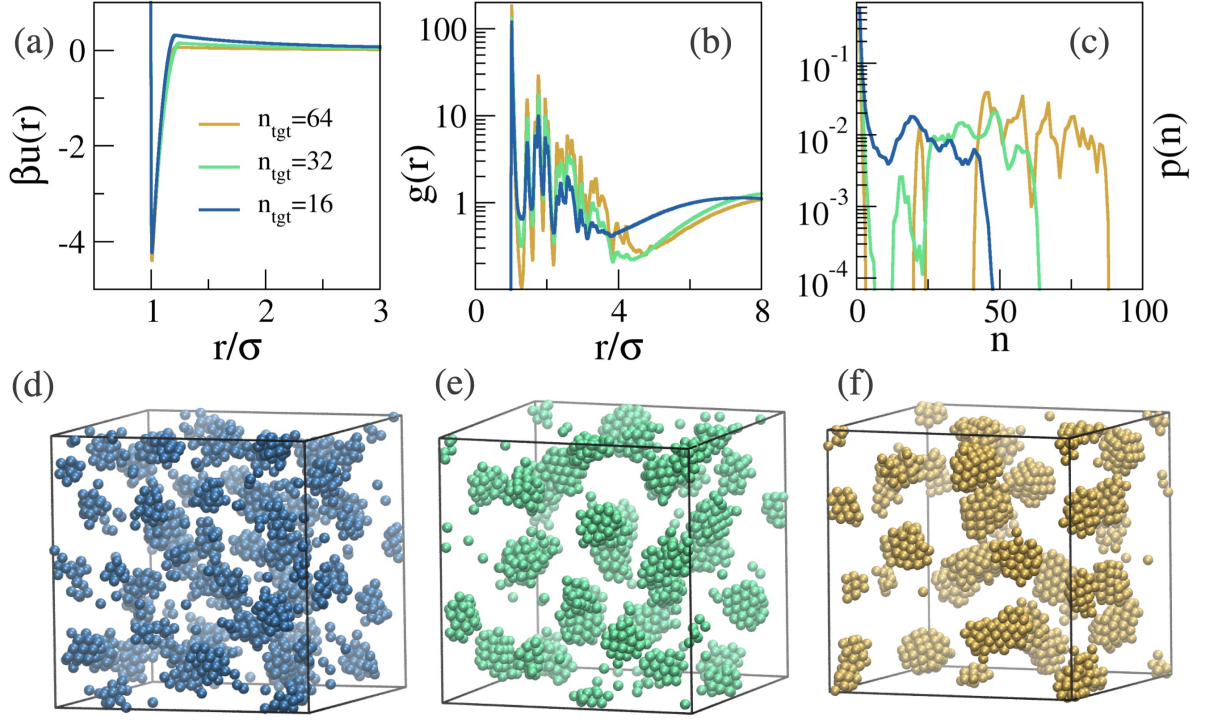 (a)
βu(r)
0
-2
-4
n_tgt=64
n_tgt=32
n_tgt=16
1
2
3
r/σ
(b)
g(r)
100
10
1
0
4
8
r/σ
(c)
10^-1
10^-2
10^-3
10^-4
p(n)
0
50
100
n
(d)
(e)
(f)